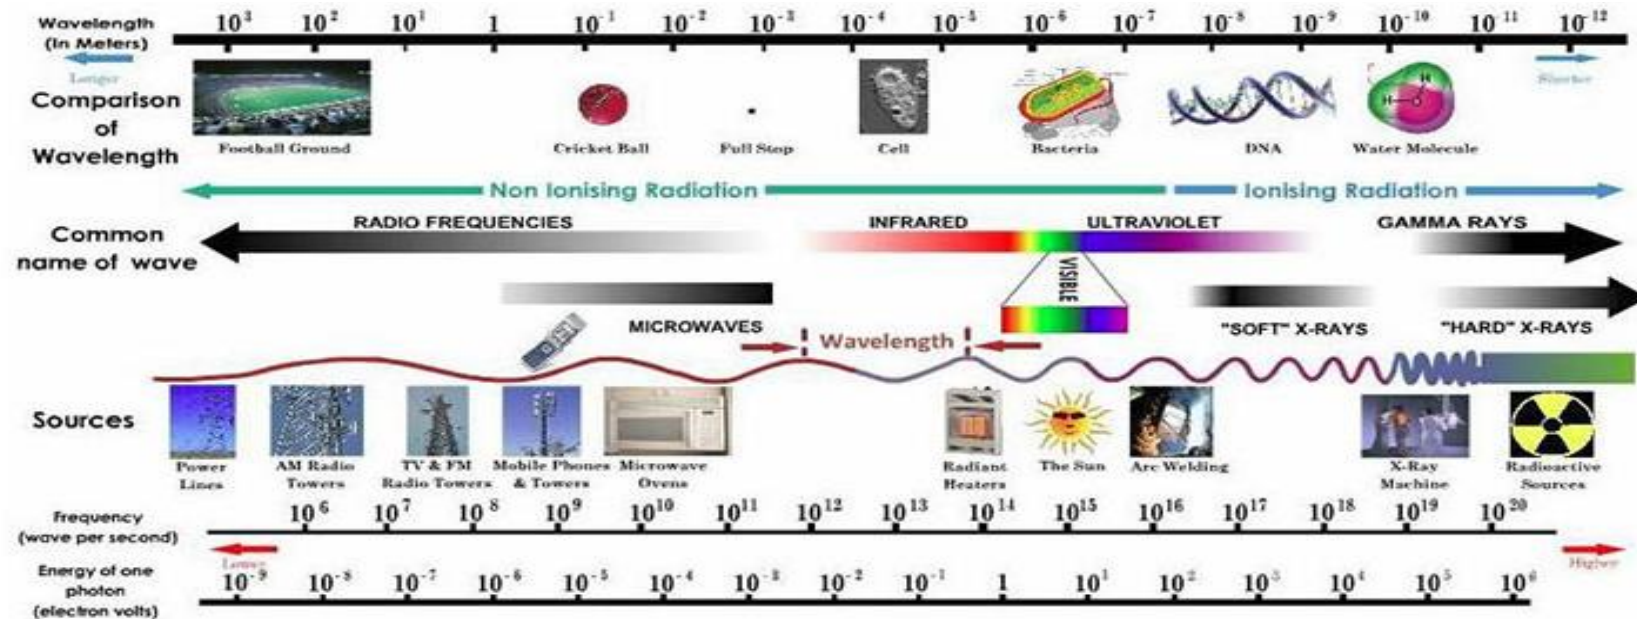 Wavelength
(In Meters)
10³ 10² 10¹ 1 10⁻¹ 10⁻² 10⁻³ 10⁻⁴ 10⁻⁵ 10⁻⁶ 10⁻⁷ 10⁻⁸ 10⁻⁹ 10⁻¹⁰ 10⁻¹¹ 10⁻¹²
Longer
Shorter
Comparison
of
Wavelength
Football Ground
Cricket Ball
Full Stop
Cell
Bacteria
DNA
Water Molecule
H
H
O
Non Ionising Radiation
Ionising Radiation
Common
name of wave
RADIO FREQUENCIES
INFRARED
ULTRAVIOLET
GAMMA RAYS
VISIBLE
MICROWAVES
"SOFT" X-RAYS
"HARD" X-RAYS
Wavelength
Sources
Power
Lines
AM Radio
Towers
TV & FM
Radio Towers
Mobile Phones
& Towers
Microwave
Ovens
Radiant
Heaters
The Sun
Arc Welding
X-Ray
Machine
Radioactive
Sources
Frequency
(wave per second)
10⁶ 10⁷ 10⁸ 10⁹ 10¹⁰ 10¹¹ 10¹² 10¹³ 10¹⁴ 10¹⁵ 10¹⁶ 10¹⁷ 10¹⁸ 10¹⁹ 10²⁰
Lower
Higher
Energy of one
photon
(electron volts)
10⁻⁹ 10⁻⁸ 10⁻⁷ 10⁻⁶ 10⁻⁵ 10⁻⁴ 10⁻³ 10⁻² 10⁻¹ 1 10¹ 10² 10³ 10⁴ 10⁵ 10⁶